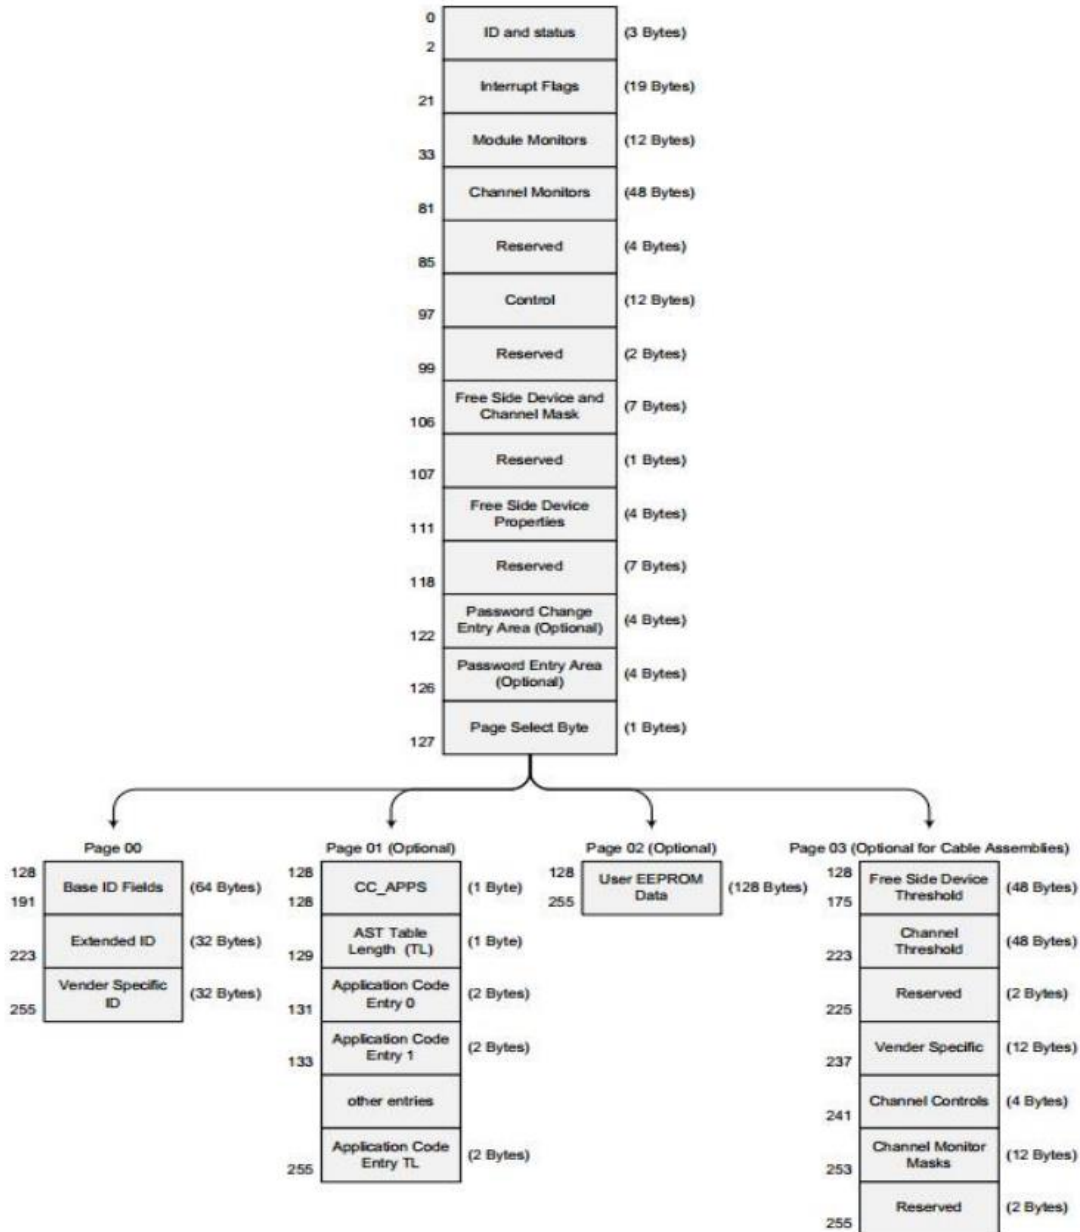 0
ID and status (3 Bytes)
2
Interrupt Flags (19 Bytes)
21
Module Monitors (12 Bytes)
33
Channel Monitors (48 Bytes)
81
Reserved (4 Bytes)
85
Control (12 Bytes)
97
Reserved (2 Bytes)
99
Free Side Device and
Channel Mask (7 Bytes)
106
Reserved (1 Bytes)
107
Free Side Device
Properties (4 Bytes)
111
Reserved (7 Bytes)
118
Password Change
Entry Area (Optional) (4 Bytes)
122
Password Entry Area
(Optional) (4 Bytes)
126
Page Select Byte (1 Bytes)
127
Page 00
128
Base ID Fields (64 Bytes)
191
Extended ID (32 Bytes)
223
Vender Specific
ID (32 Bytes)
255
Page 01 (Optional)
128
CC_APPS (1 Byte)
128
AST Table
Length (TL) (1 Byte)
129
Application Code
Entry 0 (2 Bytes)
131
Application Code
Entry 1 (2 Bytes)
133
other entries
Application Code
Entry TL (2 Bytes)
255
Page 02 (Optional)
128
User EEPROM
Data (128 Bytes)
255
Page 03 (Optional for Cable Assemblies)
128
Free Side Device
Threshold (48 Bytes)
175
Channel
Threshold (48 Bytes)
223
Reserved (2 Bytes)
225
Vender Specific (12 Bytes)
237
Channel Controls (4 Bytes)
241
Channel Monitor
Masks (12 Bytes)
253
Reserved (2 Bytes)
255